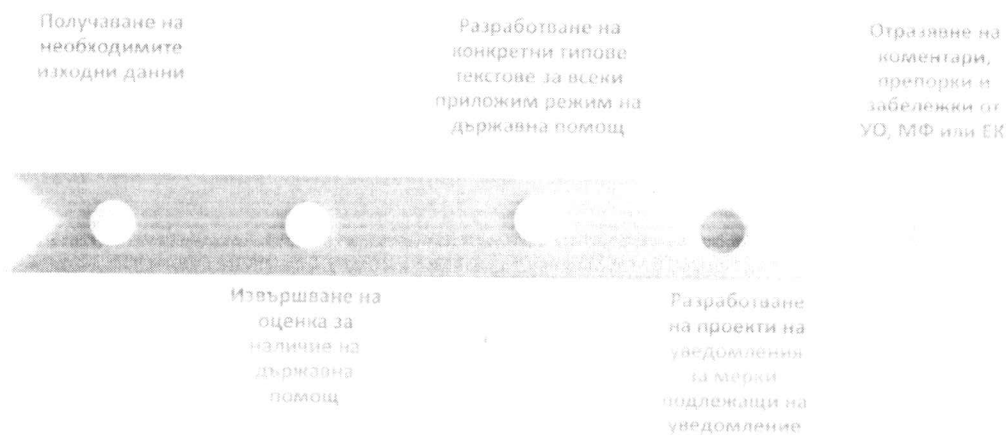 Получаване на
необходимите
изходни данни
Извършване на
оценка за
наличие на
държавна
помощ
Разработване на
конкретни типове
текстове за всеки
приложим режим на
държавна помощ
Разработване
на проекти на
уведомления
за мерки
подлежащи на
уведомление
Отразявне на
коментари,
препорки и
забележки от
УО, МФ или ЕК